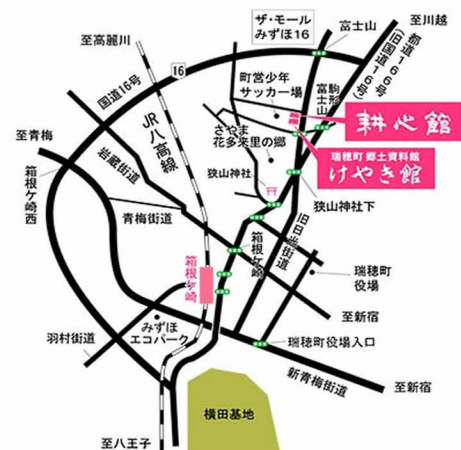 至川越
ザ・モール
みずほ16
富士山
至高麗川
都道166号
(旧国道16号)
16
国道16号
町営少年
サッカー場
駒形
富士山
耕心館
JR八高線
至青梅
さやま
花多来里の郷
瑞穂町 郷土資料館
けやき館
岩蔵街道
狭山神社
箱根ケ崎西
狭山神社下
青梅街道
旧日光街道
箱根ケ崎
箱根ケ崎
瑞穂町
役場
至新宿
みずほ
エコパーク
羽村街道
瑞穂町役場入口
新青梅街道
至新宿
横田基地
至八王子